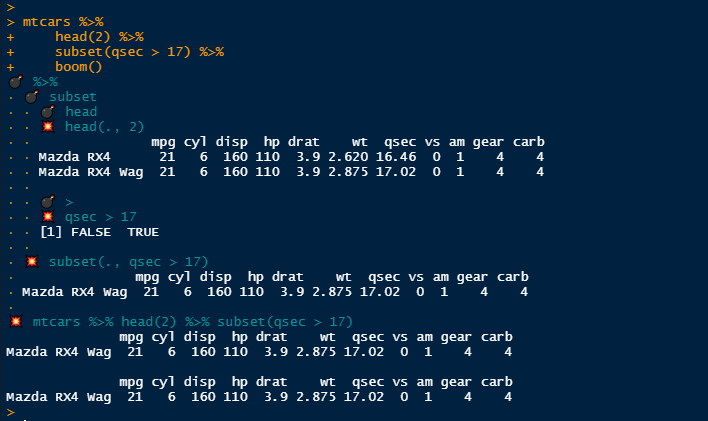 >
> mtcars %>%
+     head(2) %>%
+     subset(qsec > 17) %>%
+     boom()
💣 %>%
· 💣 subset
· · 💣 head
· · 💥 head(., 2)
· ·               mpg cyl disp  hp drat    wt  qsec vs am gear carb
· · Mazda RX4      21   6  160 110  3.9 2.620 16.46  0  1    4    4
· · Mazda RX4 Wag  21   6  160 110  3.9 2.875 17.02  0  1    4    4
· ·
· · 💣 >
· · 💥 qsec > 17
· · [1] FALSE  TRUE
· ·
· 💥 subset(., qsec > 17)
·               mpg cyl disp  hp drat    wt  qsec vs am gear carb
· Mazda RX4 Wag  21   6  160 110  3.9 2.875 17.02  0  1    4    4
·
💥 mtcars %>% head(2) %>% subset(qsec > 17)
              mpg cyl disp  hp drat    wt  qsec vs am gear carb
Mazda RX4 Wag  21   6  160 110  3.9 2.875 17.02  0  1    4    4

              mpg cyl disp  hp drat    wt  qsec vs am gear carb
Mazda RX4 Wag  21   6  160 110  3.9 2.875 17.02  0  1    4    4
>